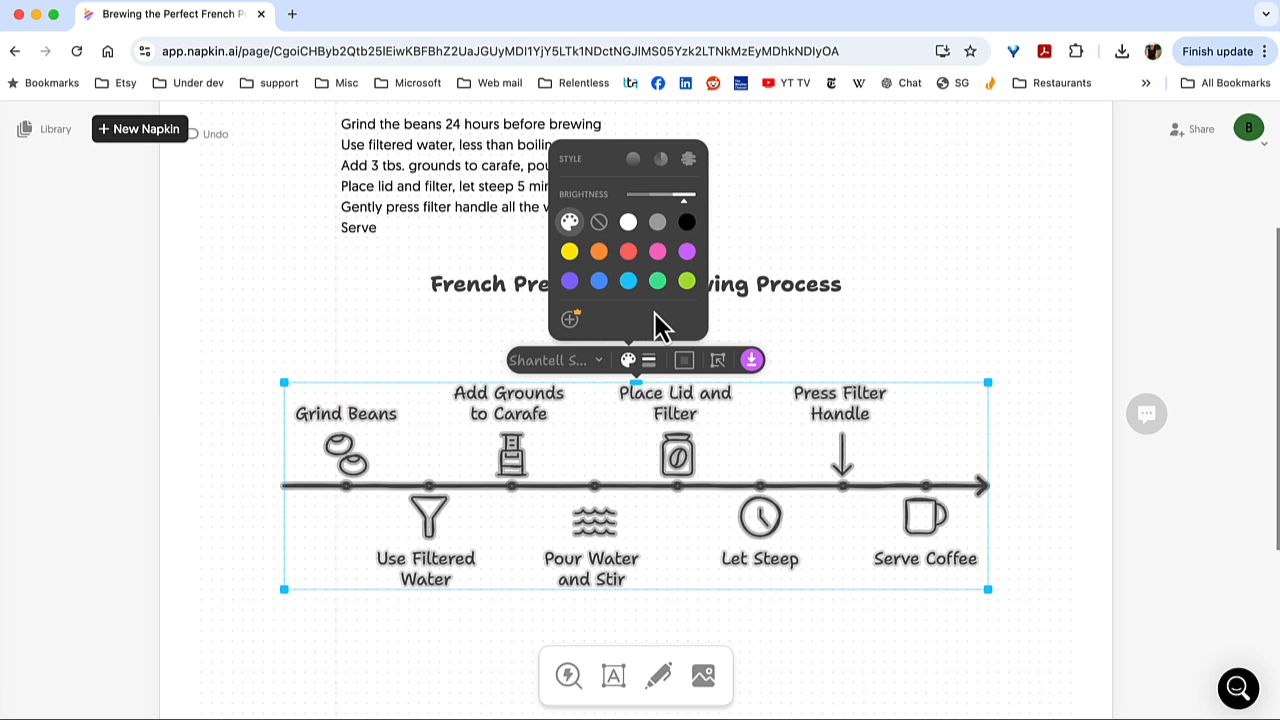 Brewing the Perfect French P
app.napkin.ai/page/CgoiCHByb2Qtb25lEiwKBFBhZ2UaJGUyMDI1YjY5LTk1NDctNGJlMS05Yzk2LTNkMzEyMDhkNDIyOA
Finish update
Bookmarks
Etsy
Under dev
support
Misc
Microsoft
Web mail
Relentless
YT TV
Chat
SG
Restaurants
All Bookmarks
Library
+ New Napkin
Undo
Share
B
Grind the beans 24 hours before brewing
Use filtered water, less than boilin
Add 3 tbs. grounds to carafe, pou
Place lid and filter, let steep 5 min
Gently press filter handle all the
Serve
STYLE
BRIGHTNESS
French Pre
ving Process
Shantell S...
Grind Beans
Add Grounds
to Carafe
Place Lid and
Filter
Press Filter
Handle
Use Filtered
Water
Pour Water
and Stir
Let Steep
Serve Coffee